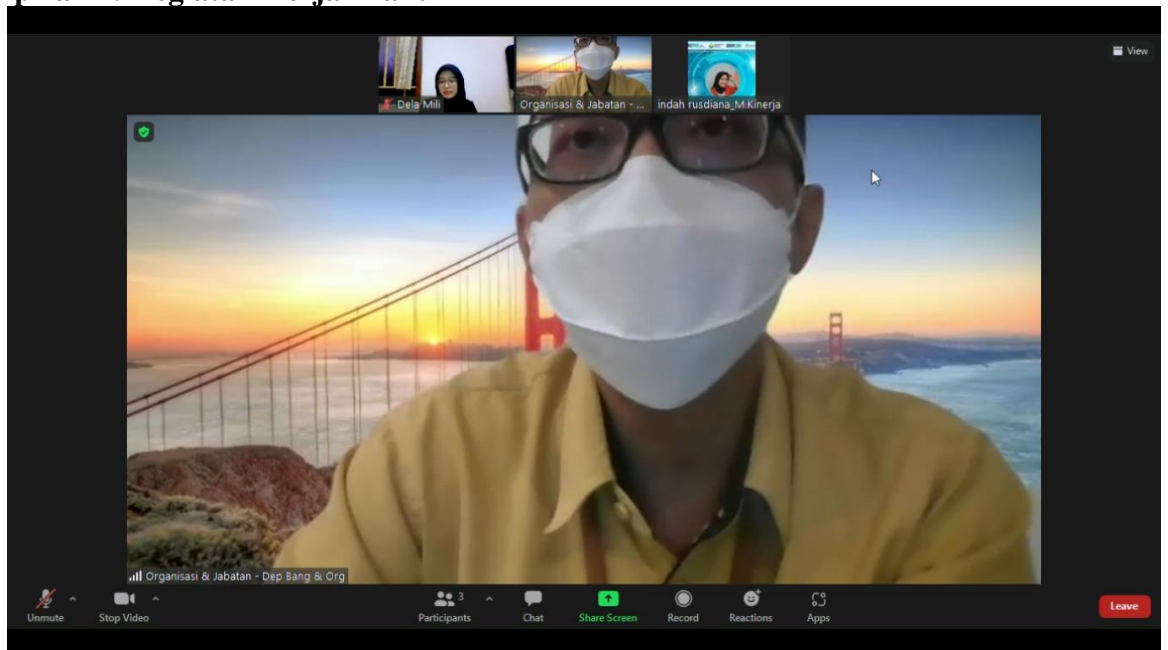 View
Dela Mili
Organisasi & Jabatan - ...
indah rusdiana_M.Kinerja
Organisasi & Jabatan - Dep Bang & Org
Unmute
Stop Video
3
Participants
Chat
Share Screen
Record
Reactions
Apps
Leave